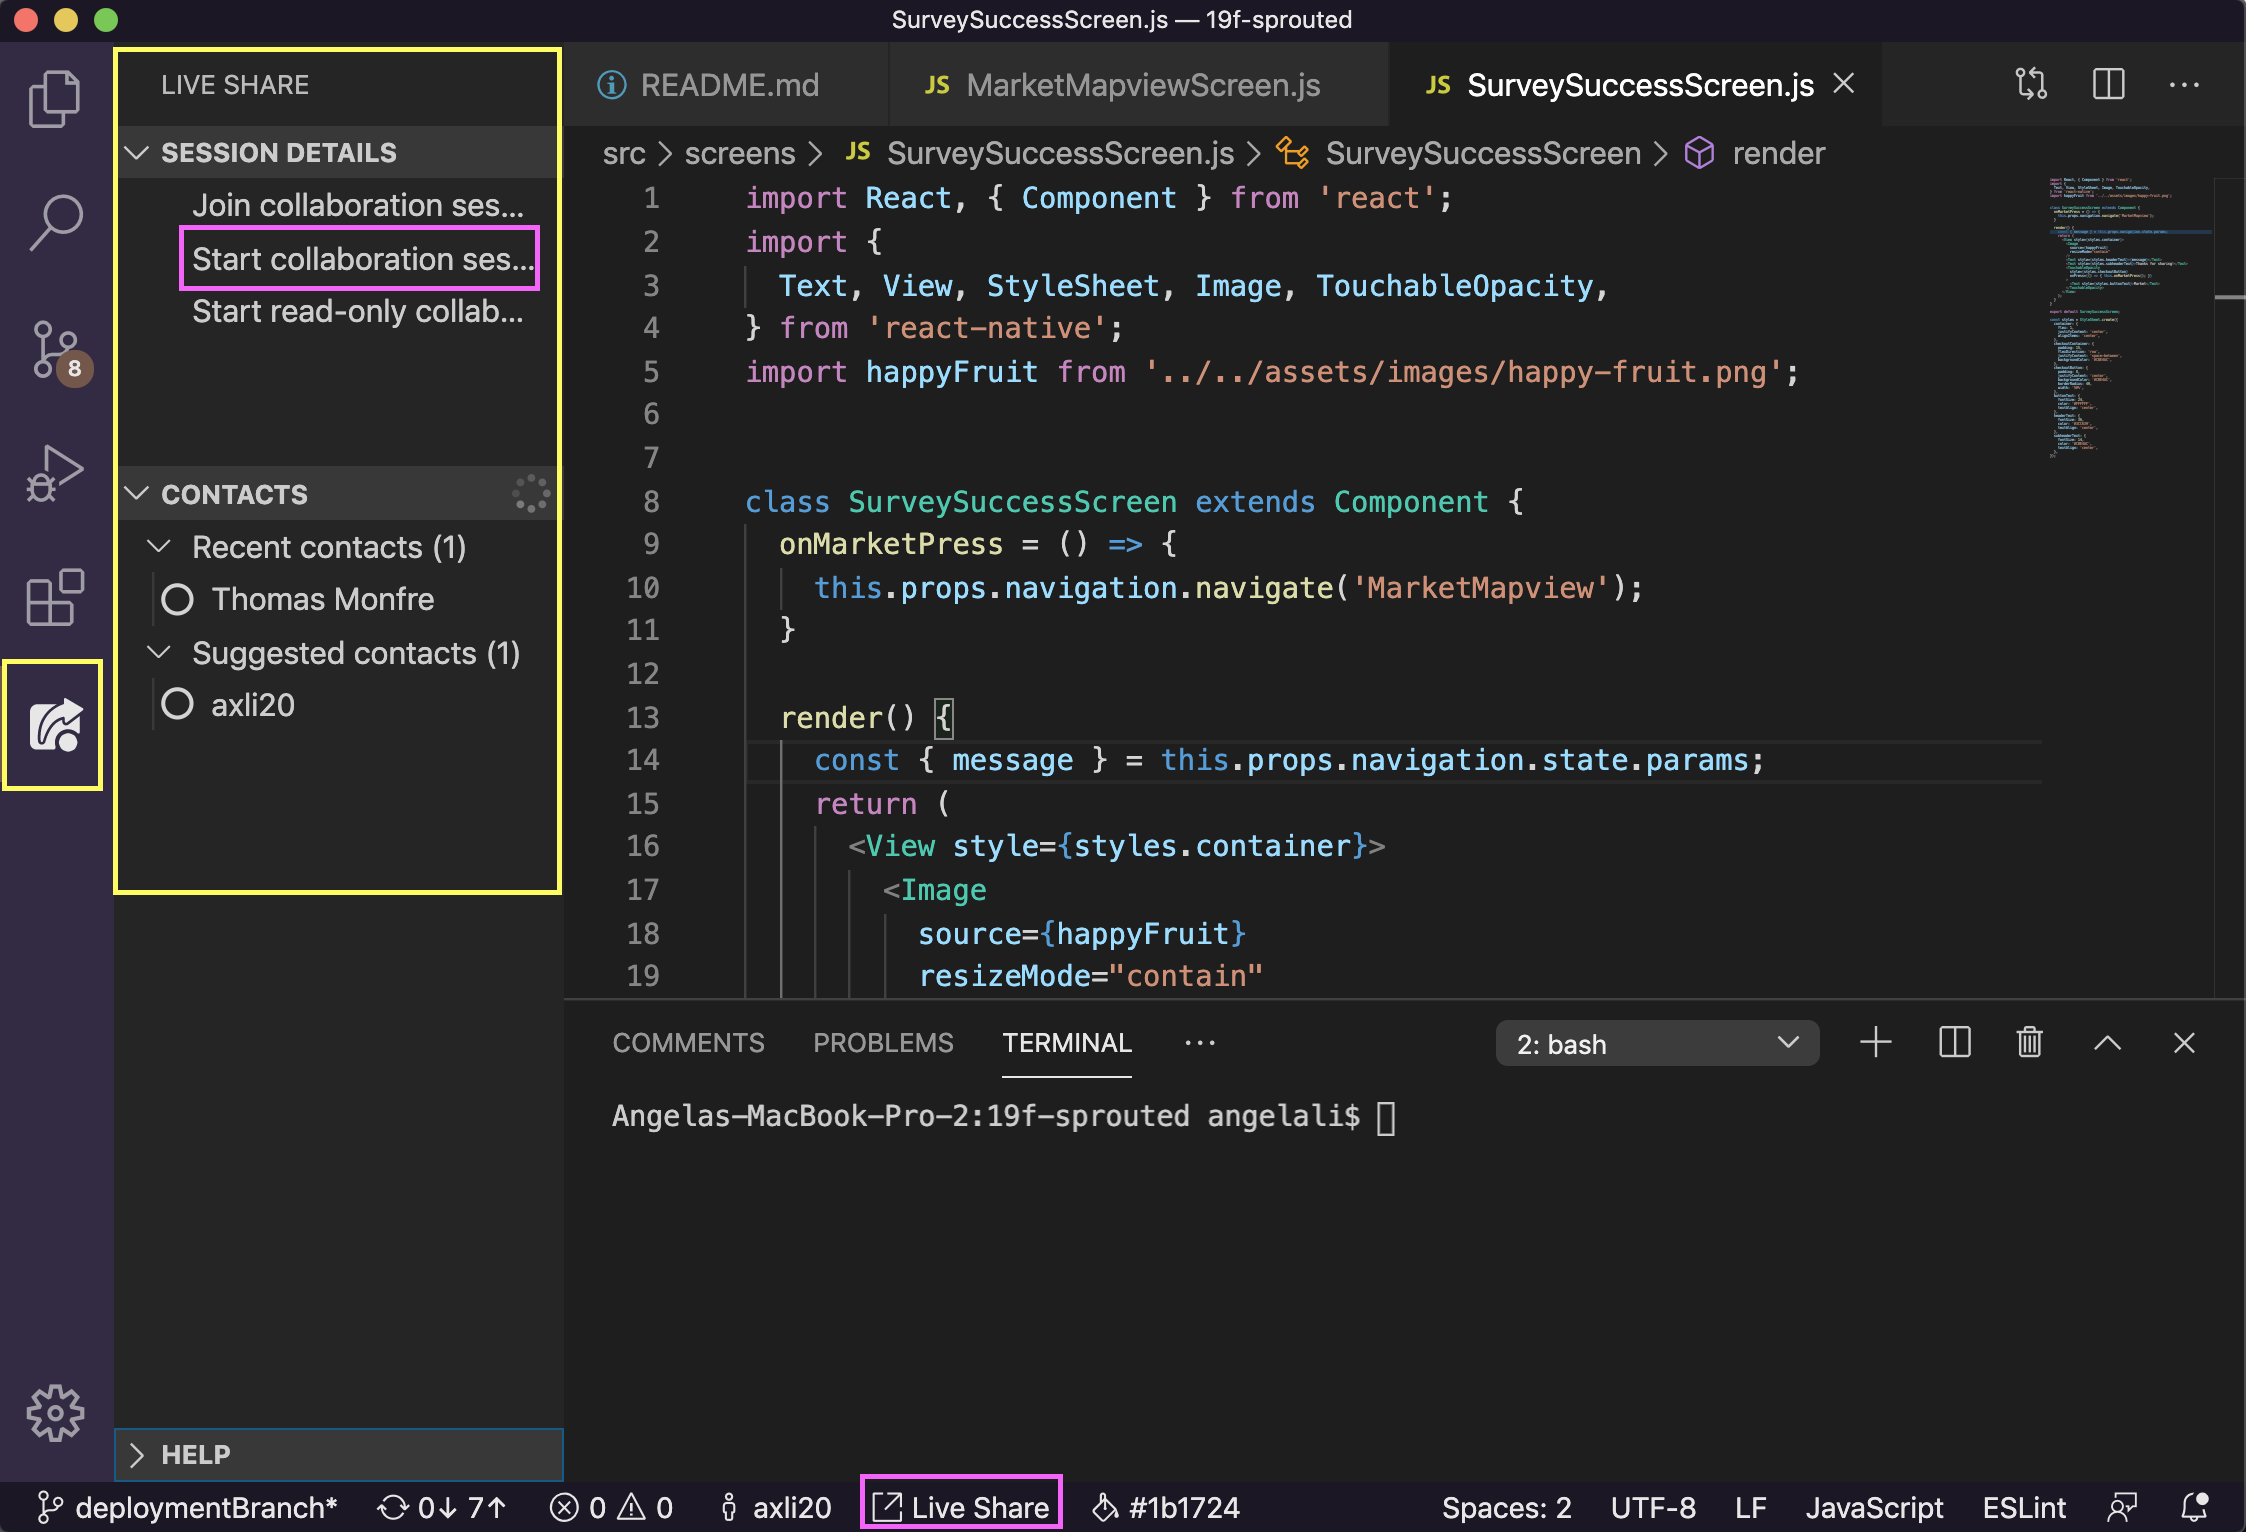 SurveySuccessScreen.js — 19f-sprouted
LIVE SHARE
SESSION DETAILS
Join collaboration ses...
Start collaboration ses...
Start read-only collab...
CONTACTS
Recent contacts (1)
Thomas Monfre
Suggested contacts (1)
axli20
HELP
8
README.md
JS MarketMapviewScreen.js
JS SurveySuccessScreen.js
src > screens > JS SurveySuccessScreen.js > SurveySuccessScreen > render
1 import React, { Component } from 'react';
2 import {
3 Text, View, StyleSheet, Image, TouchableOpacity,
4 } from 'react-native';
5 import happyFruit from '../../assets/images/happy-fruit.png';
6
7
8 class SurveySuccessScreen extends Component {
9 onMarketPress = () => {
10 this.props.navigation.navigate('MarketMapview');
11 }
12
13 render() {
14 const { message } = this.props.navigation.state.params;
15 return (
16 <View style={styles.container}>
17 <Image
18 source={happyFruit}
19 resizeMode="contain"
COMMENTS PROBLEMS TERMINAL ...
2: bash
Angelas-MacBook-Pro-2:19f-sprouted angelali$
deploymentBranch* 0↓ 7↑ 0 0 axli20 Live Share #1b1724 Spaces: 2 UTF-8 LF JavaScript ESLint